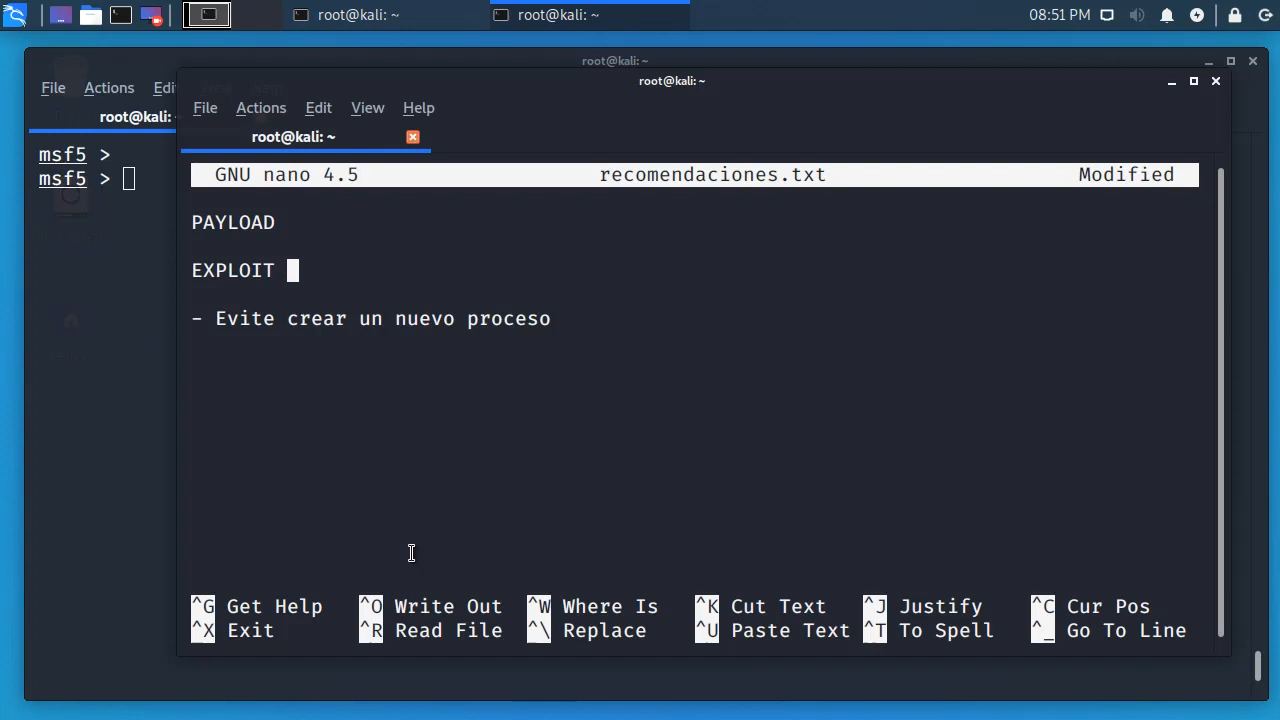 root@kali: ~
root@kali: ~
08:51 PM
root@kali: ~
File Actions Edi
root@kali:
msf5 >
msf5 >
root@kali: ~
File Actions Edit View Help
root@kali: ~
GNU nano 4.5 recomendaciones.txt Modified
PAYLOAD
EXPLOIT
- Evite crear un nuevo proceso
^G Get Help ^O Write Out ^W Where Is ^K Cut Text ^J Justify ^C Cur Pos
^X Exit ^R Read File ^\ Replace ^U Paste Text ^T To Spell ^_ Go To Line